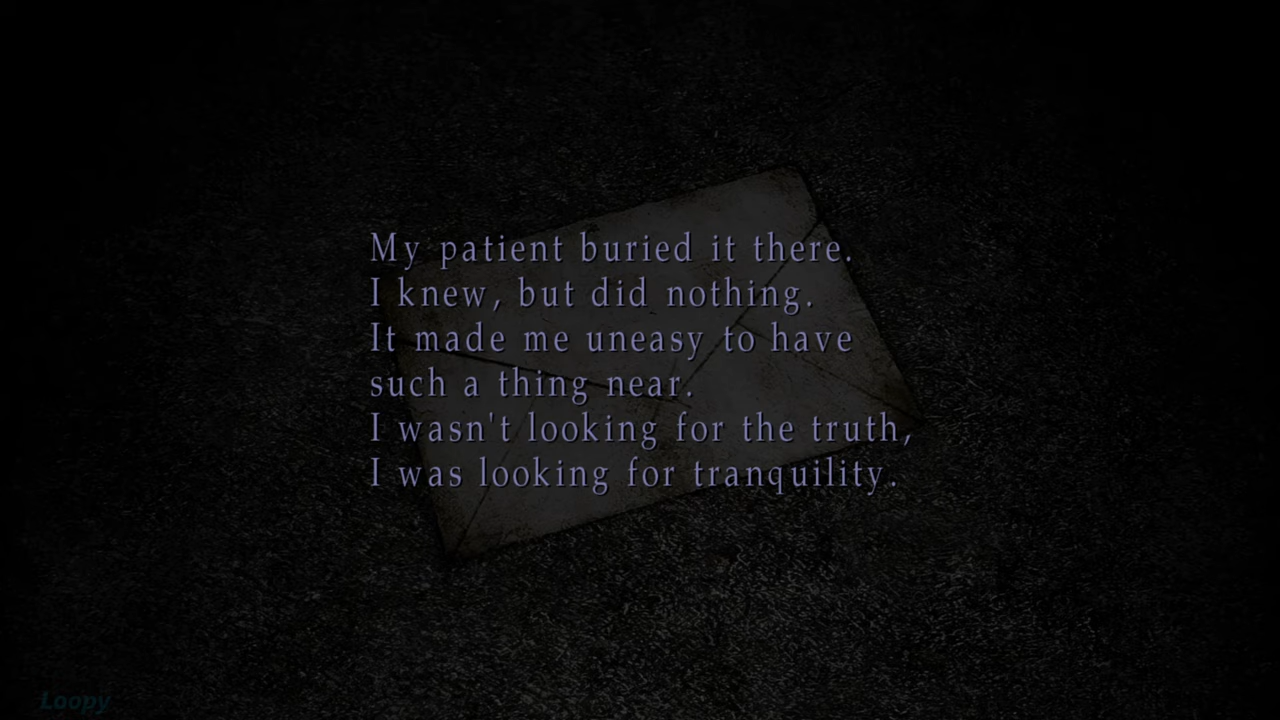 My patient buried it there.
I knew, but did nothing.
It made me uneasy to have
such a thing near.
I wasn't looking for the truth,
I was looking for tranquility.
Loopy